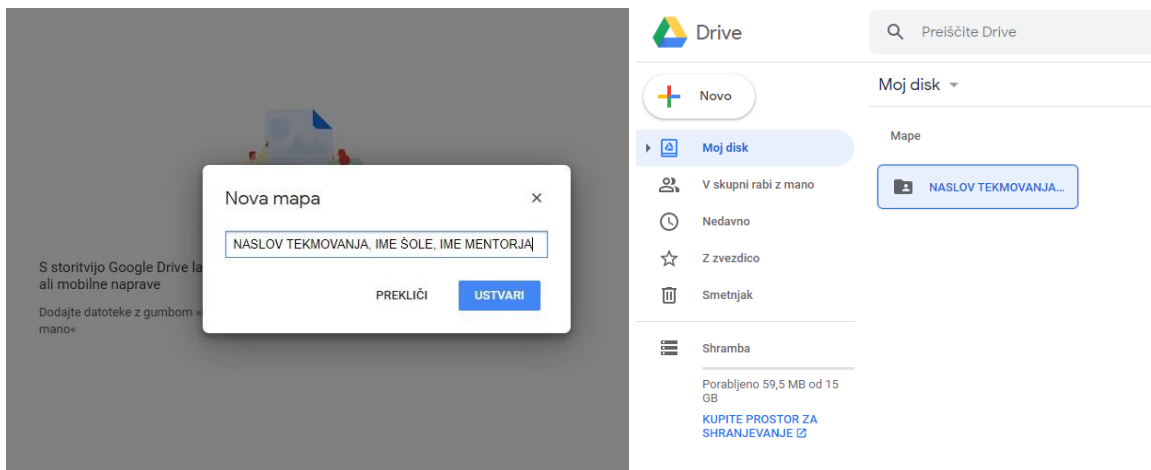 S storitvijo Google Drive la
ali mobilne naprave
Dodajte datoteke z gumbom »
mano«
Nova mapa
NASLOV TEKMOVANJA, IME ŠOLE, IME MENTORJA
PREKLIČI
USTVARI
Drive
Preiščite Drive
Novo
Moj disk
V skupni rabi z mano
Nedavno
Z zvezdico
Smetnjak
Shramba
Porabljeno 59,5 MB od 15
GB
KUPITE PROSTOR ZA
SHRANJEVANJE
Moj disk
Mape
NASLOV TEKMOVANJA...